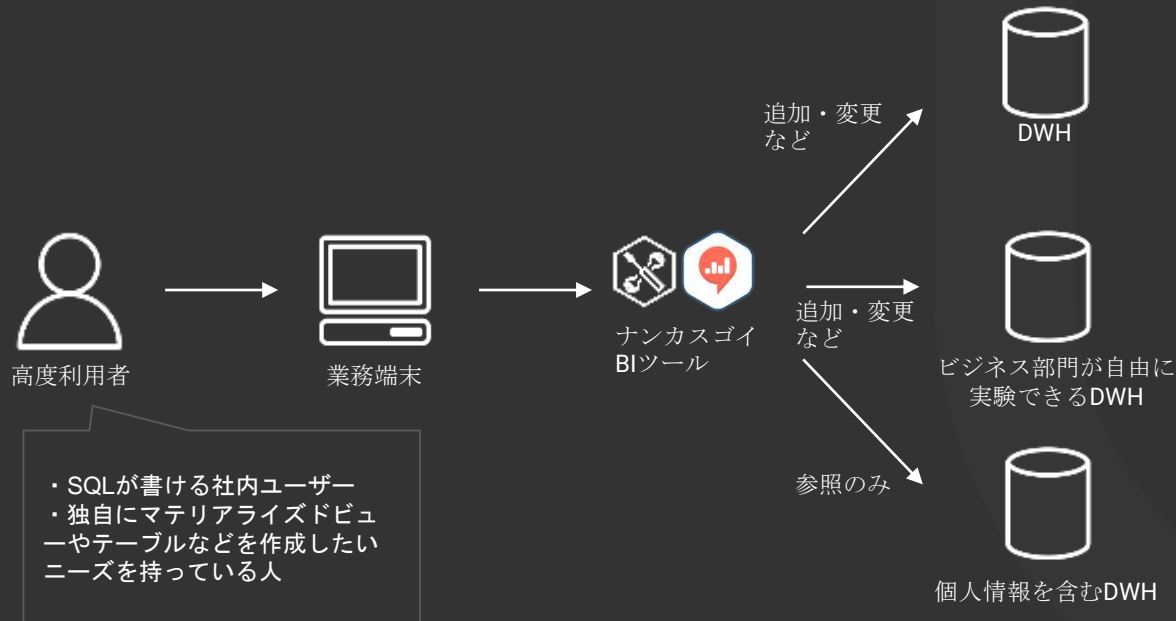 追加・変更
など
DWH
高度利用者
業務端末
ナンカスゴイ
BIツール
追加・変更
など
ビジネス部門が自由に
実験できるDWH
・SQLが書ける社内ユーザー
・独自にマテリアライズドビュ
ーやテーブルなどを作成したい
ニーズを持っている人
参照のみ
個人情報を含むDWH